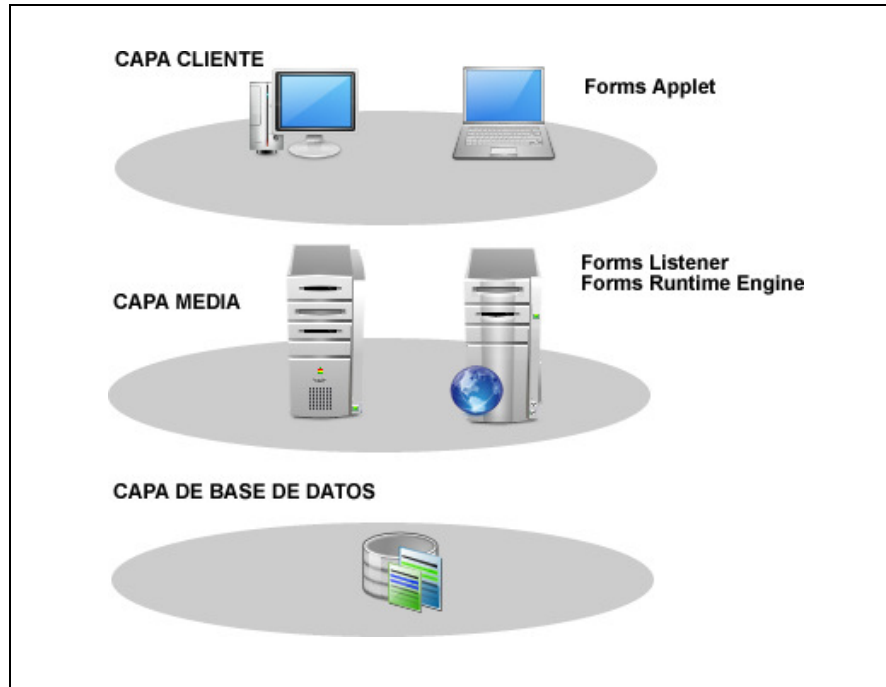 CAPA CLIENTE
Forms Applet
CAPA MEDIA
Forms Listener
Forms Runtime Engine
CAPA DE BASE DE DATOS